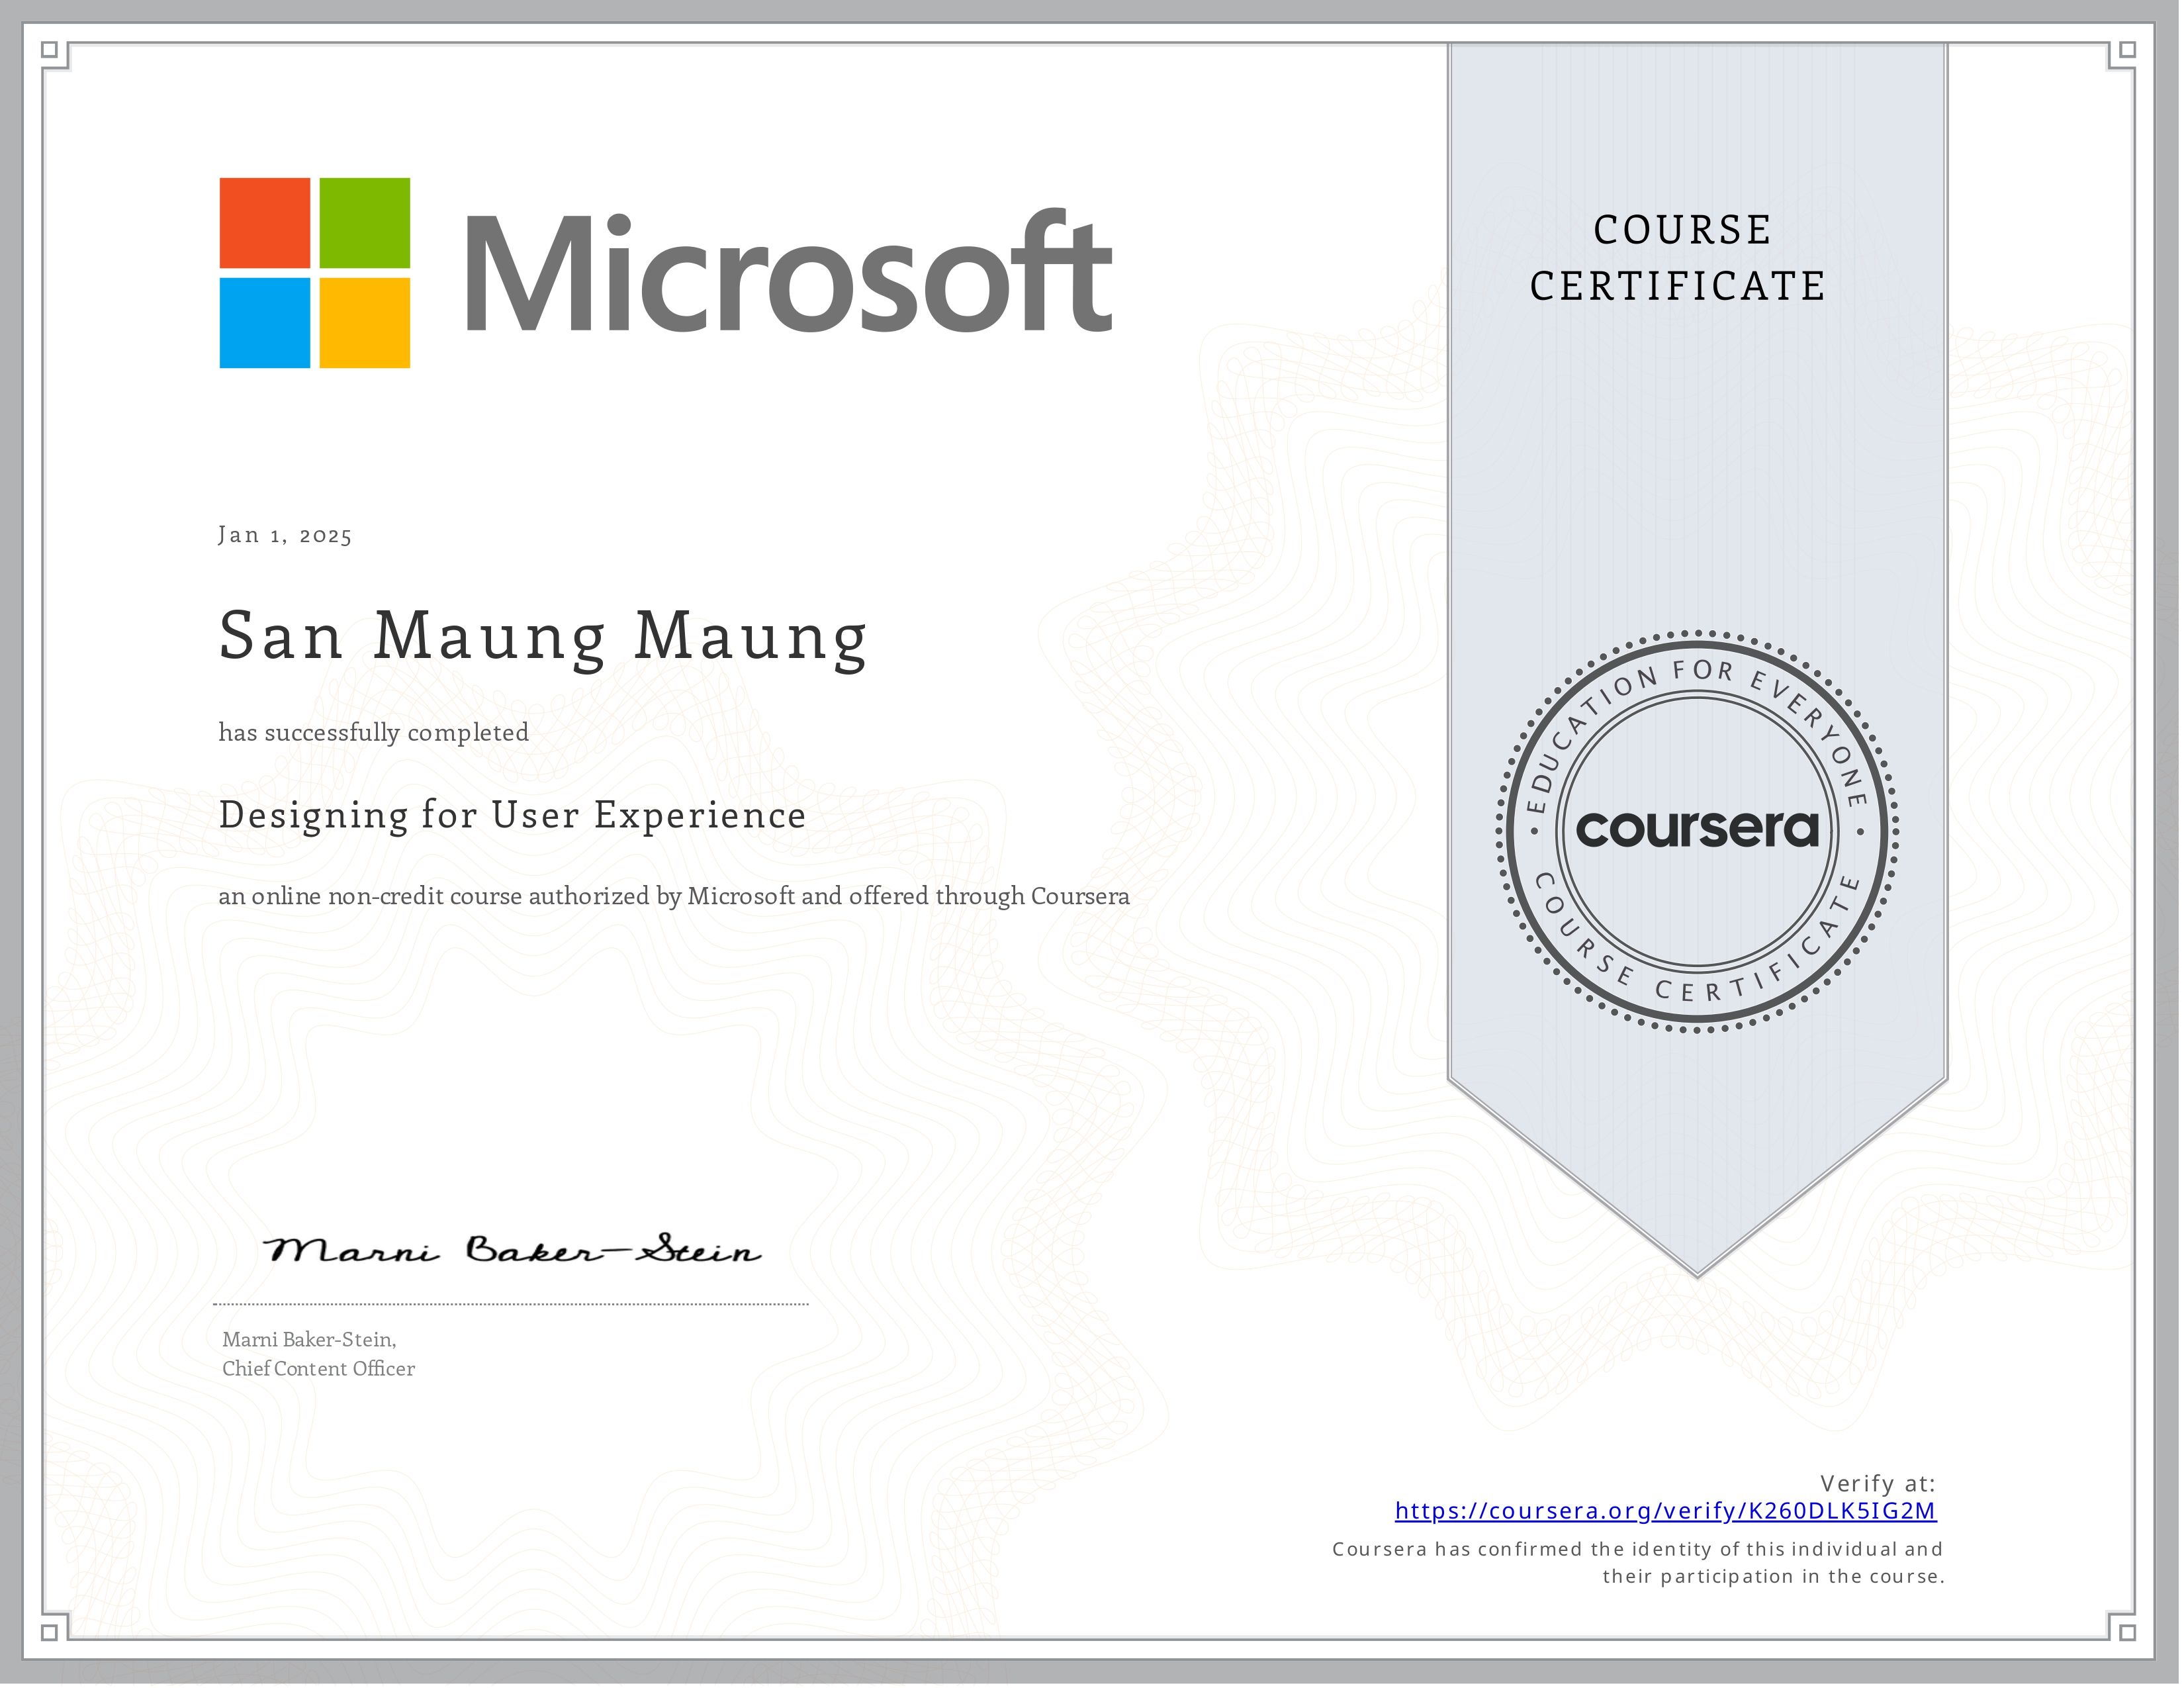 Microsoft
COURSE
CERTIFICATE
Jan 1, 2025
San Maung Maung
has successfully completed
Designing for User Experience
an online non-credit course authorized by Microsoft and offered through Coursera
EDUCATION FOR EVERYONE
coursera
COURSE CERTIFICATE
Marni Baker-Stein
Marni Baker-Stein,
Chief Content Officer
Verify at:
https://coursera.org/verify/K260DLK5IG2M
Coursera has confirmed the identity of this individual and
their participation in the course.